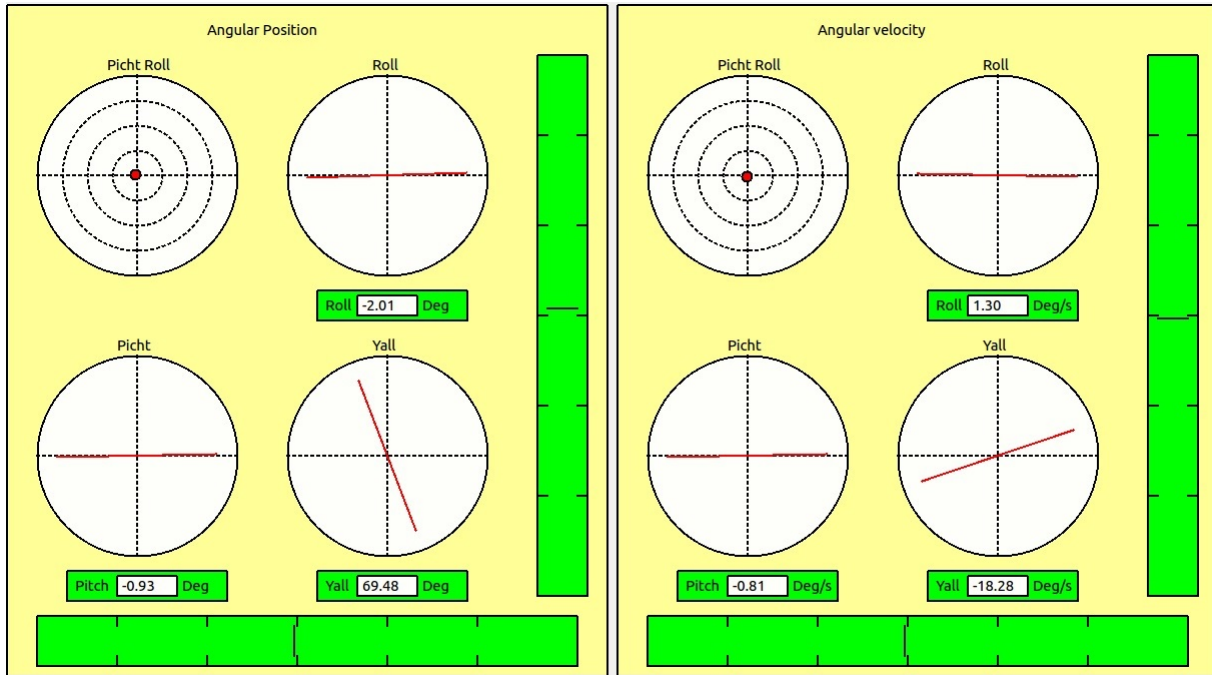 Angular Position
Picht Roll
Roll
Roll -2.01 Deg
Picht
Yall
Pitch -0.93 Deg
Yall 69.48 Deg
Angular velocity
Picht Roll
Roll
Roll 1.30 Deg/s
Picht
Yall
Pitch -0.81 Deg/s
Yall -18.28 Deg/s